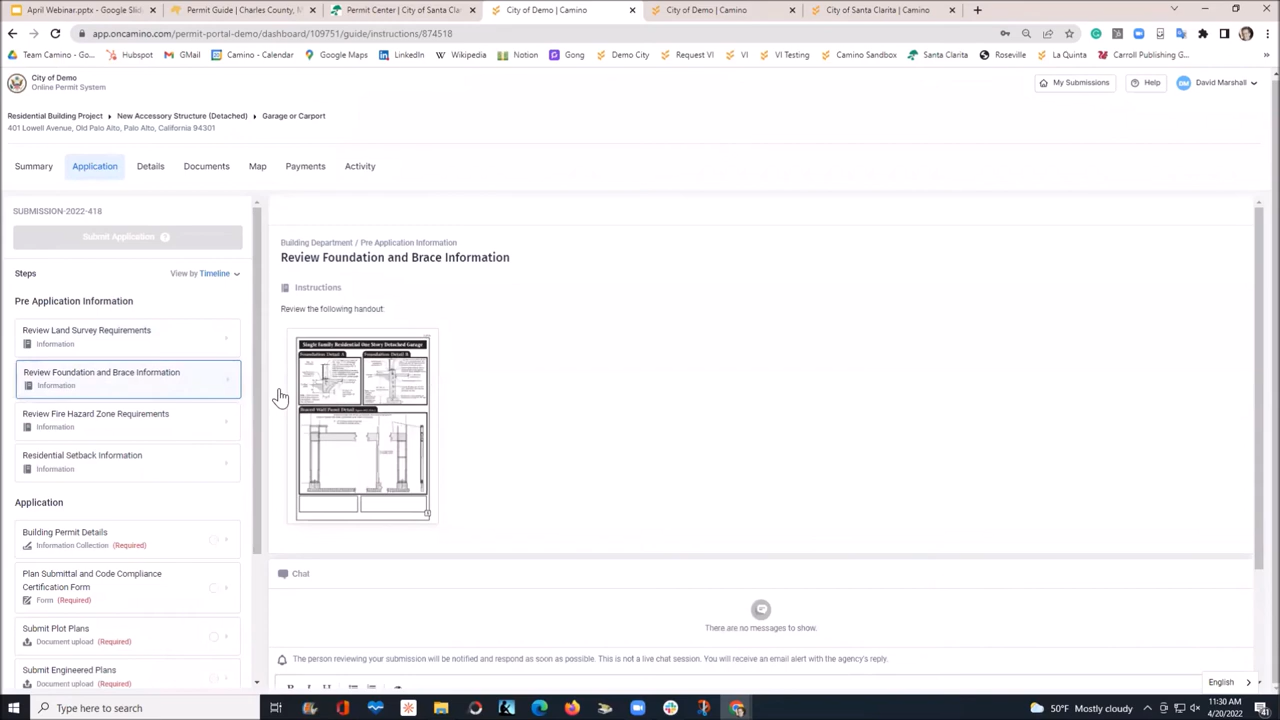 April Webinar.pptx - Google Slid
Permit Guide | Charles County, M
Permit Center | City of Santa Cla
City of Demo | Camino
City of Demo | Camino
City of Santa Clarita | Camino
app.oncamino.com/permit-portal-demo/dashboard/109751/guide/instructions/874518
Team Camino - Go...
Hubspot
GMail
Camino - Calendar
Google Maps
LinkedIn
Wikipedia
Notion
Gong
Demo City
Request VI
VI
VI Testing
Camino Sandbox
Santa Clarita
Roseville
La Quinta
Carroll Publishing G...
City of Demo
Online Permit System
My Submissions
Help
DM
David Marshall
Residential Building Project
New Accessory Structure (Detached)
Garage or Carport
401 Lowell Avenue, Old Palo Alto, Palo Alto, California 94301
Summary
Application
Details
Documents
Map
Payments
Activity
SUBMISSION-2022-418
Submit Application
Steps
View by Timeline
Pre Application Information
Review Land Survey Requirements
Information
Review Foundation and Brace Information
Information
Review Fire Hazard Zone Requirements
Information
Residential Setback Information
Information
Application
Building Permit Details
Information Collection (Required)
Plan Submittal and Code Compliance
Certification Form
Form (Required)
Submit Plot Plans
Document upload (Required)
Submit Engineered Plans
Document upload (Required)
Building Department / Pre Application Information
Review Foundation and Brace Information
Instructions
Review the following handout:
Single Family Residential One Story Detached Garage
Foundation Detail A
Foundation Detail B
Chat
There are no messages to show.
The person reviewing your submission will be notified and respond as soon as possible. This is not a live chat session. You will receive an email alert with the agency's reply.
English
Type here to search
50°F Mostly cloudy
11:30 AM
4/20/2022